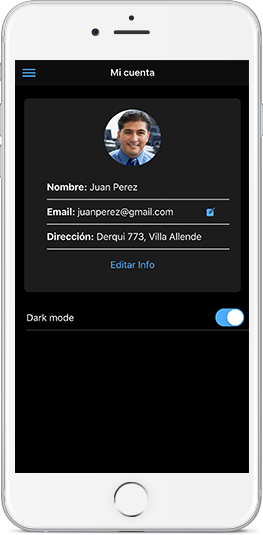 Mi cuenta
Nombre: Juan Perez
Email: juanperez@gmail.com
Dirección: Derqui 773, Villa Allende
Editar Info
Dark mode